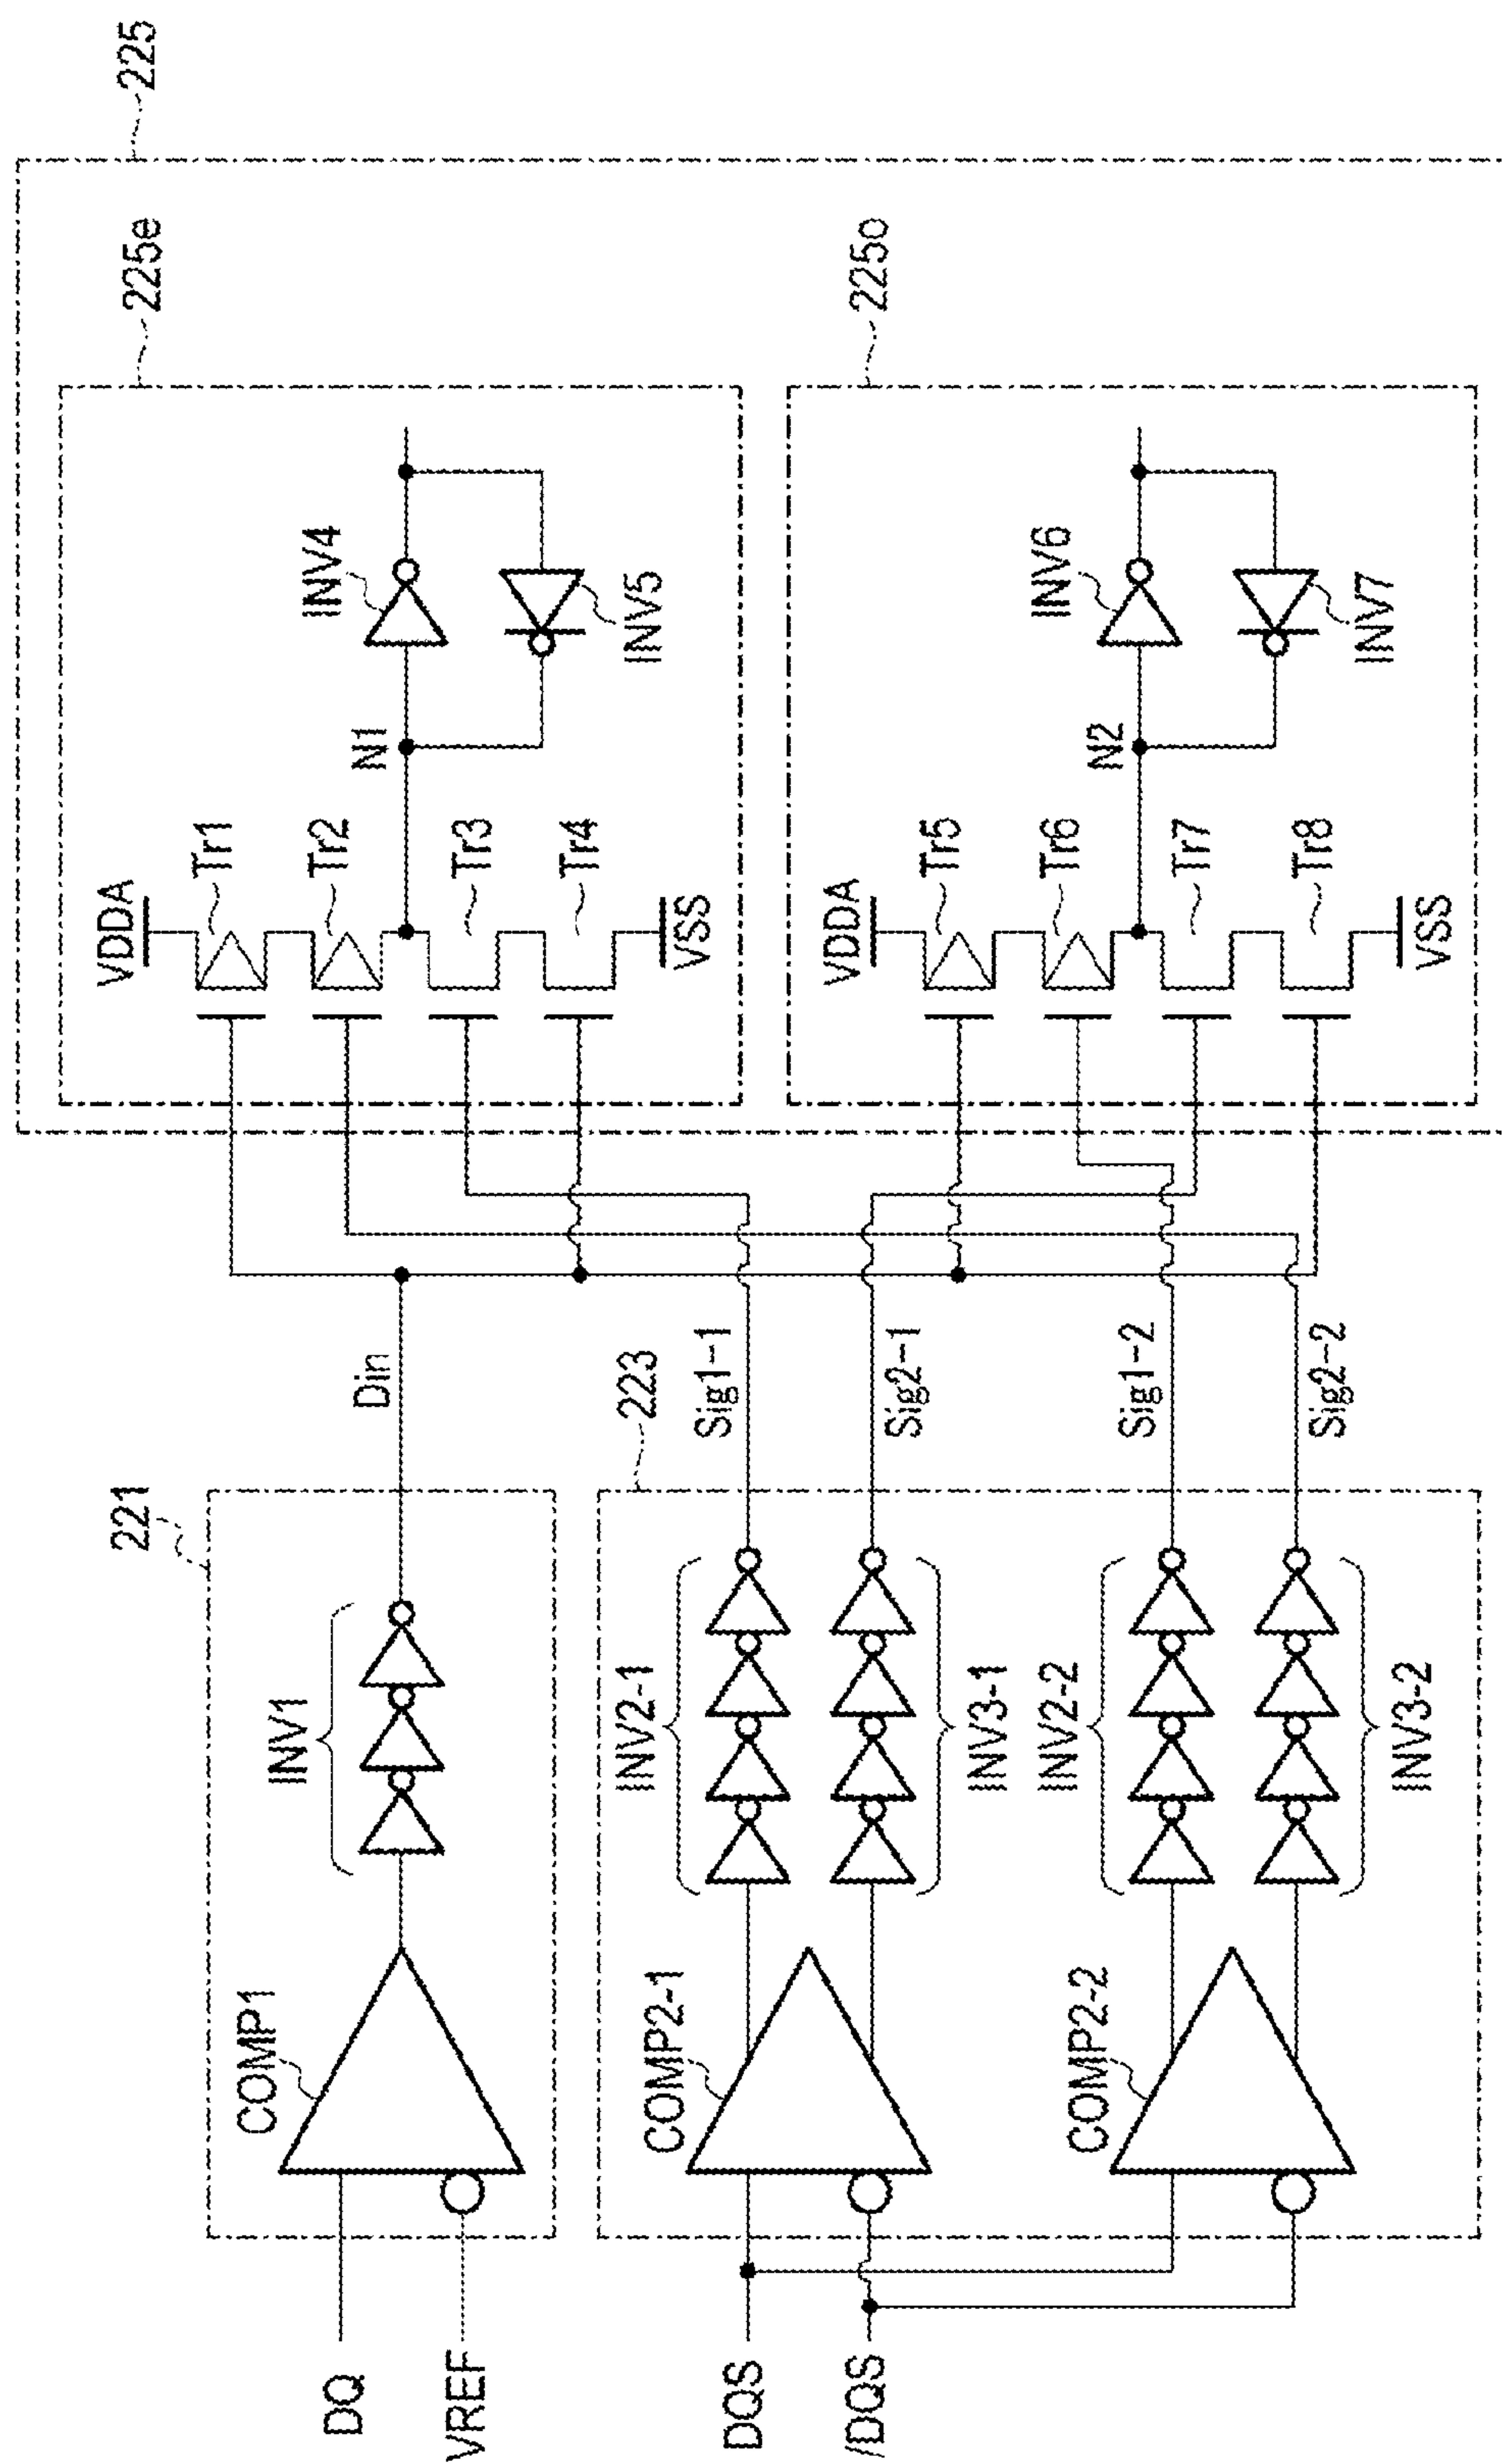 225
225e
VDDA
Tr1
Tr2
Tr3
Tr4
VSS
N1
INV4
INV5
225o
VDDA
Tr5
Tr6
Tr7
Tr8
VSS
N2
INV6
INV7
221
COMP1
INV1
Din
DQ
VREF
223
COMP2-1
INV2-1
INV3-1
Sig1-1
Sig2-1
COMP2-2
INV2-2
INV3-2
Sig1-2
Sig2-2
DQS
/DQS